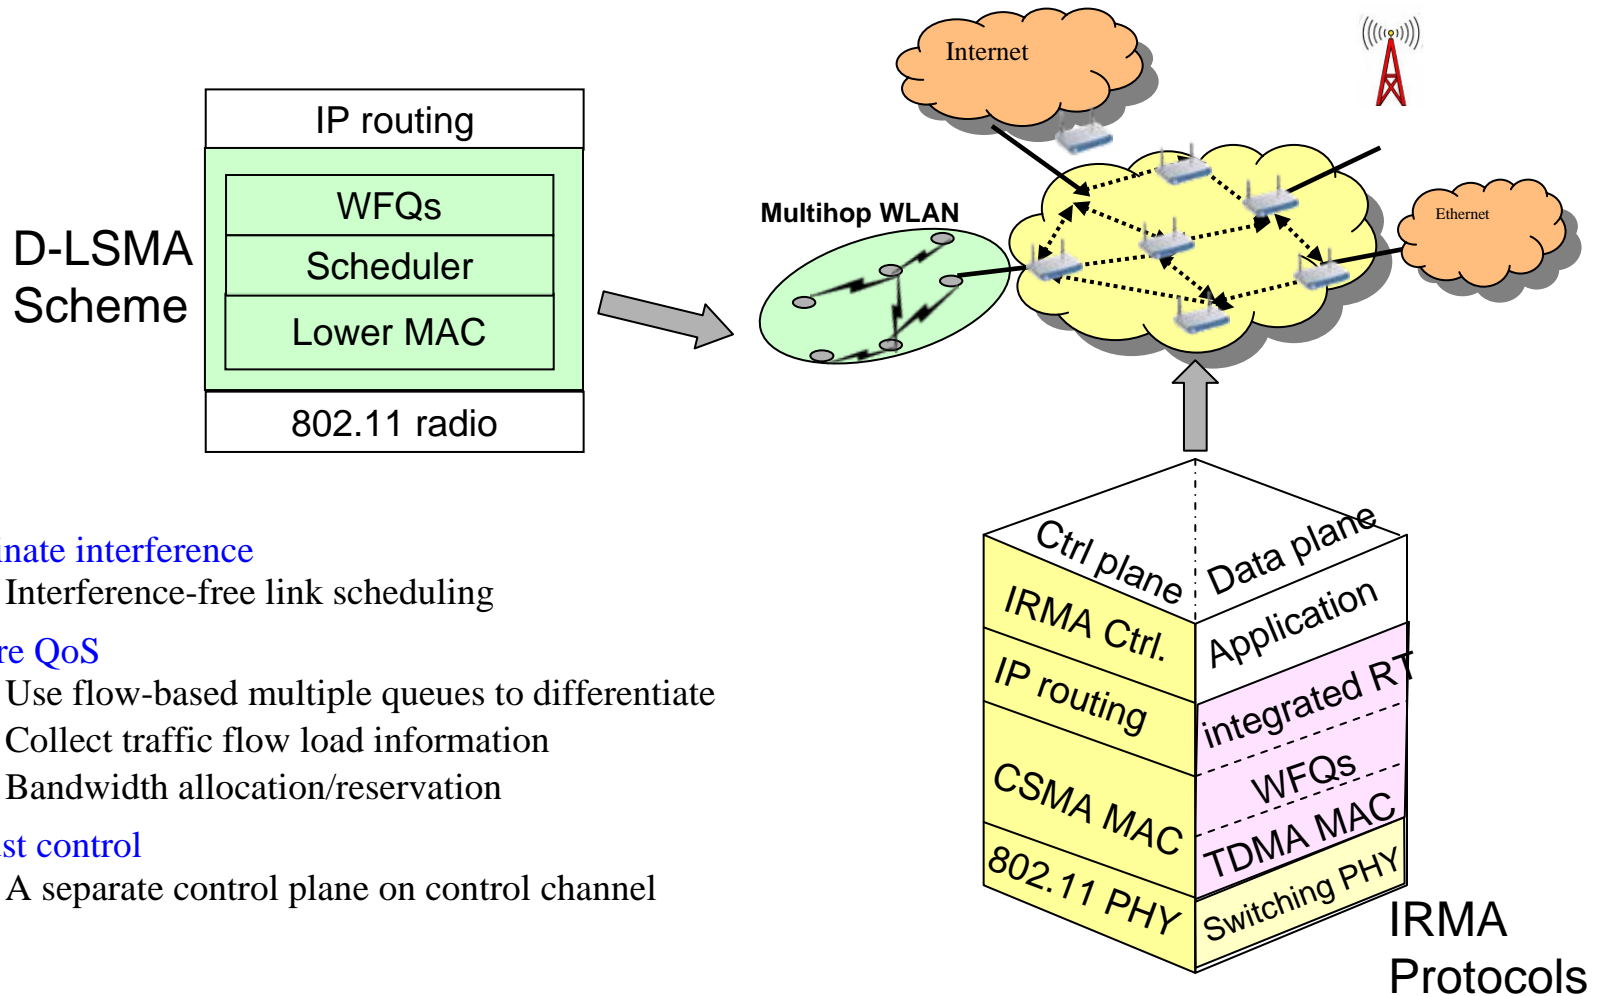 Internet
IP routing
WFQs
Scheduler
Lower MAC
802.11 radio
D-LSMA
Scheme
Multihop WLAN
Ethernet
inate interference
Interference-free link scheduling
re QoS
Use flow-based multiple queues to differentiate
Collect traffic flow load information
Bandwidth allocation/reservation
st control
A separate control plane on control channel
Ctrl plane
IRMA Ctrl.
IP routing
CSMA MAC
802.11 PHY
Data plane
Application
integrated RT
WFQs
TDMA MAC
Switching PHY
IRMA
Protocols